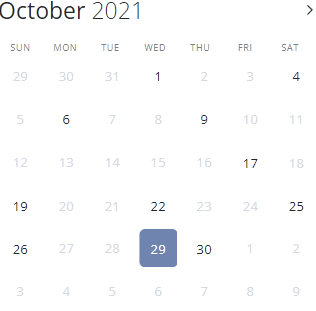 October 2021
SUN MON TUE WED THU FRI SAT
29 30 31 1 2 3 4
5 6 7 8 9 10 11
12 13 14 15 16 17 18
19 20 21 22 23 24 25
26 27 28 29 30 1 2
3 4 5 6 7 8 9